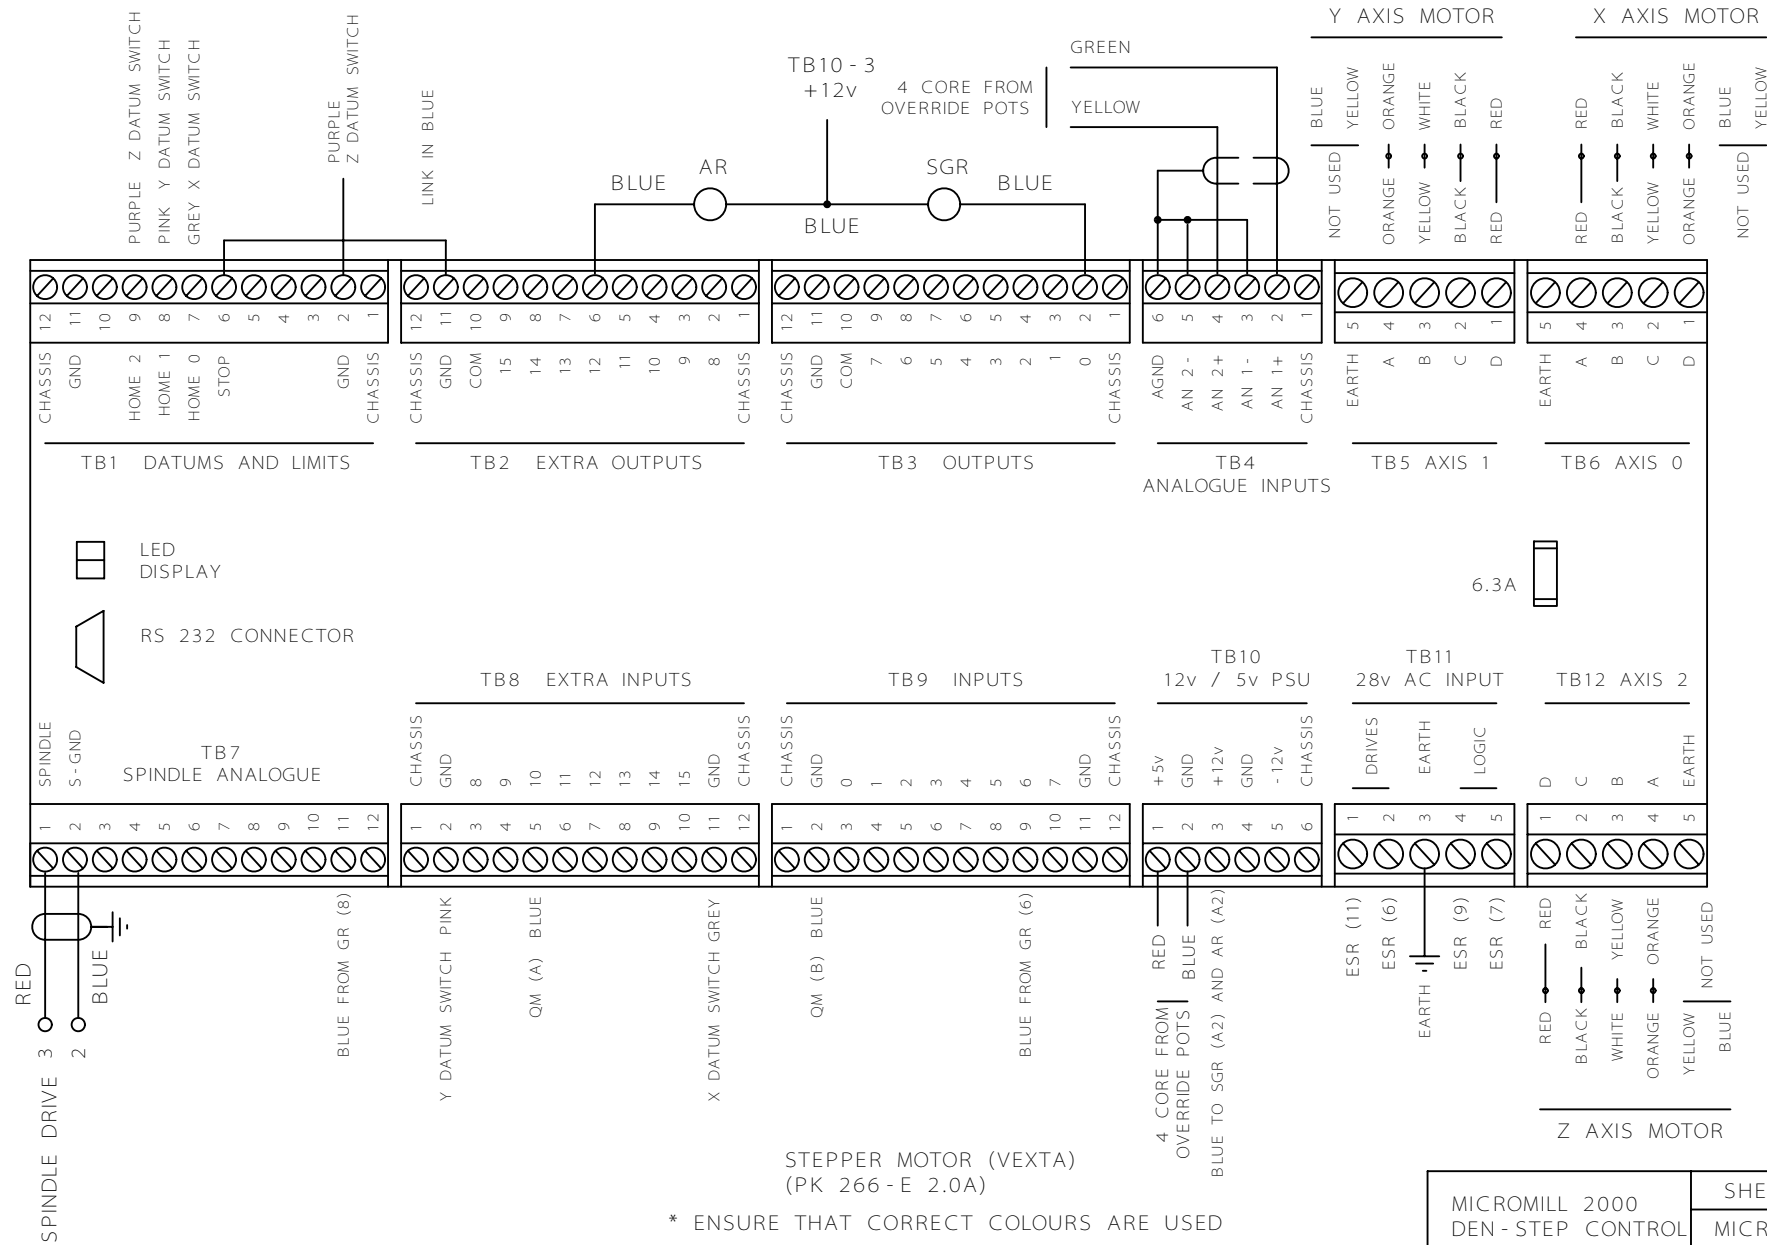 PURPLE Z DATUM SWITCH
PINK Y DATUM SWITCH
GREY X DATUM SWITCH
PURPLE
Z DATUM SWITCH
LINK IN BLUE
BLUE
AR
TB10 - 3
+12v
BLUE
SGR
BLUE
4 CORE FROM
OVERRIDE POTS
GREEN
YELLOW
Y AXIS MOTOR
BLUE
YELLOW
NOT USED
ORANGE ORANGE
YELLOW WHITE
BLACK BLACK
RED RED
X AXIS MOTOR
RED RED
BLACK BLACK
YELLOW WHITE
ORANGE ORANGE
BLUE
YELLOW
NOT USED
12 11 10 9 8 7 6 5 4 3 2 1
CHASSIS
GND
HOME 2
HOME 1
HOME 0
STOP
GND
CHASSIS
TB1 DATUMS AND LIMITS
12 11 10 9 8 7 6 5 4 3 2 1
CHASSIS
GND
COM
15
14
13
12
11
10
9
8
CHASSIS
TB2 EXTRA OUTPUTS
12 11 10 9 8 7 6 5 4 3 2 1
CHASSIS
GND
COM
7
6
5
4
3
2
1
0
CHASSIS
TB3 OUTPUTS
6 5 4 3 2 1
AGND
AN 2 -
AN 2+
AN 1 -
AN 1+
CHASSIS
TB4
ANALOGUE INPUTS
5 4 3 2 1
EARTH
A
B
C
D
TB5 AXIS 1
5 4 3 2 1
EARTH
A
B
C
D
TB6 AXIS 0
LED
DISPLAY
RS 232 CONNECTOR
6.3A
SPINDLE
S - GND
TB7
SPINDLE ANALOGUE
1 2 3 4 5 6 7 8 9 10 11 12
TB8 EXTRA INPUTS
CHASSIS
GND
8
9
10
11
12
13
14
15
GND
CHASSIS
1 2 3 4 5 6 7 8 9 10 11 12
TB9 INPUTS
CHASSIS
GND
0
1
2
3
4
5
6
7
GND
CHASSIS
1 2 3 4 5 6 7 8 9 10 11 12
TB10
12v / 5v PSU
+5v
GND
+12v
GND
- 12v
CHASSIS
1 2 3 4 5 6
TB11
28v AC INPUT
DRIVES
EARTH
LOGIC
1 2 3 4 5
TB12 AXIS 2
D
C
B
A
EARTH
1 2 3 4 5
RED
BLUE
3
2
SPINDLE DRIVE
BLUE FROM GR (8)
Y DATUM SWITCH PINK
QM (A) BLUE
X DATUM SWITCH GREY
QM (B) BLUE
BLUE FROM GR (6)
RED
BLUE
4 CORE FROM
OVERRIDE POTS
BLUE TO SGR (A2) AND AR (A2)
ESR (11)
ESR (6)
EARTH
ESR (9)
ESR (7)
RED RED
BLACK BLACK
WHITE YELLOW
ORANGE ORANGE
YELLOW
BLUE
NOT USED
Z AXIS MOTOR
STEPPER MOTOR (VEXTA)
(PK 266 - E 2.0A)
* ENSURE THAT CORRECT COLOURS ARE USED
MICROMILL 2000
DEN - STEP CONTROL
SHE
MICR